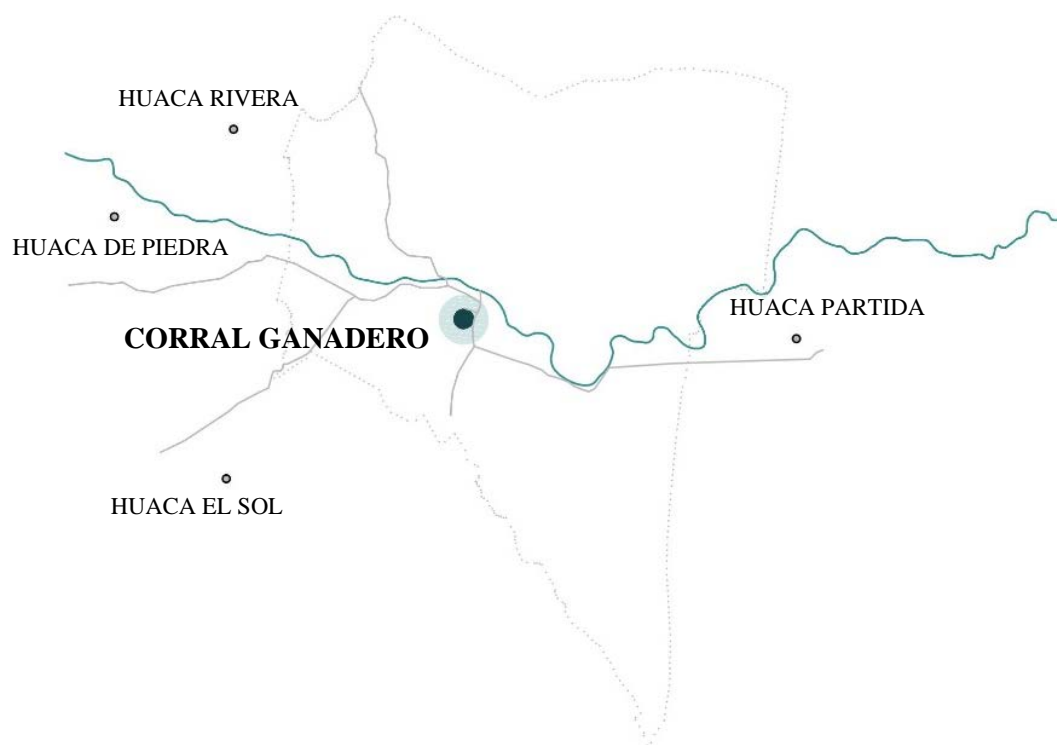 HUACA RIVERA
HUACA DE PIEDRA
HUACA PARTIDA
CORRAL GANADERO
HUACA EL SOL